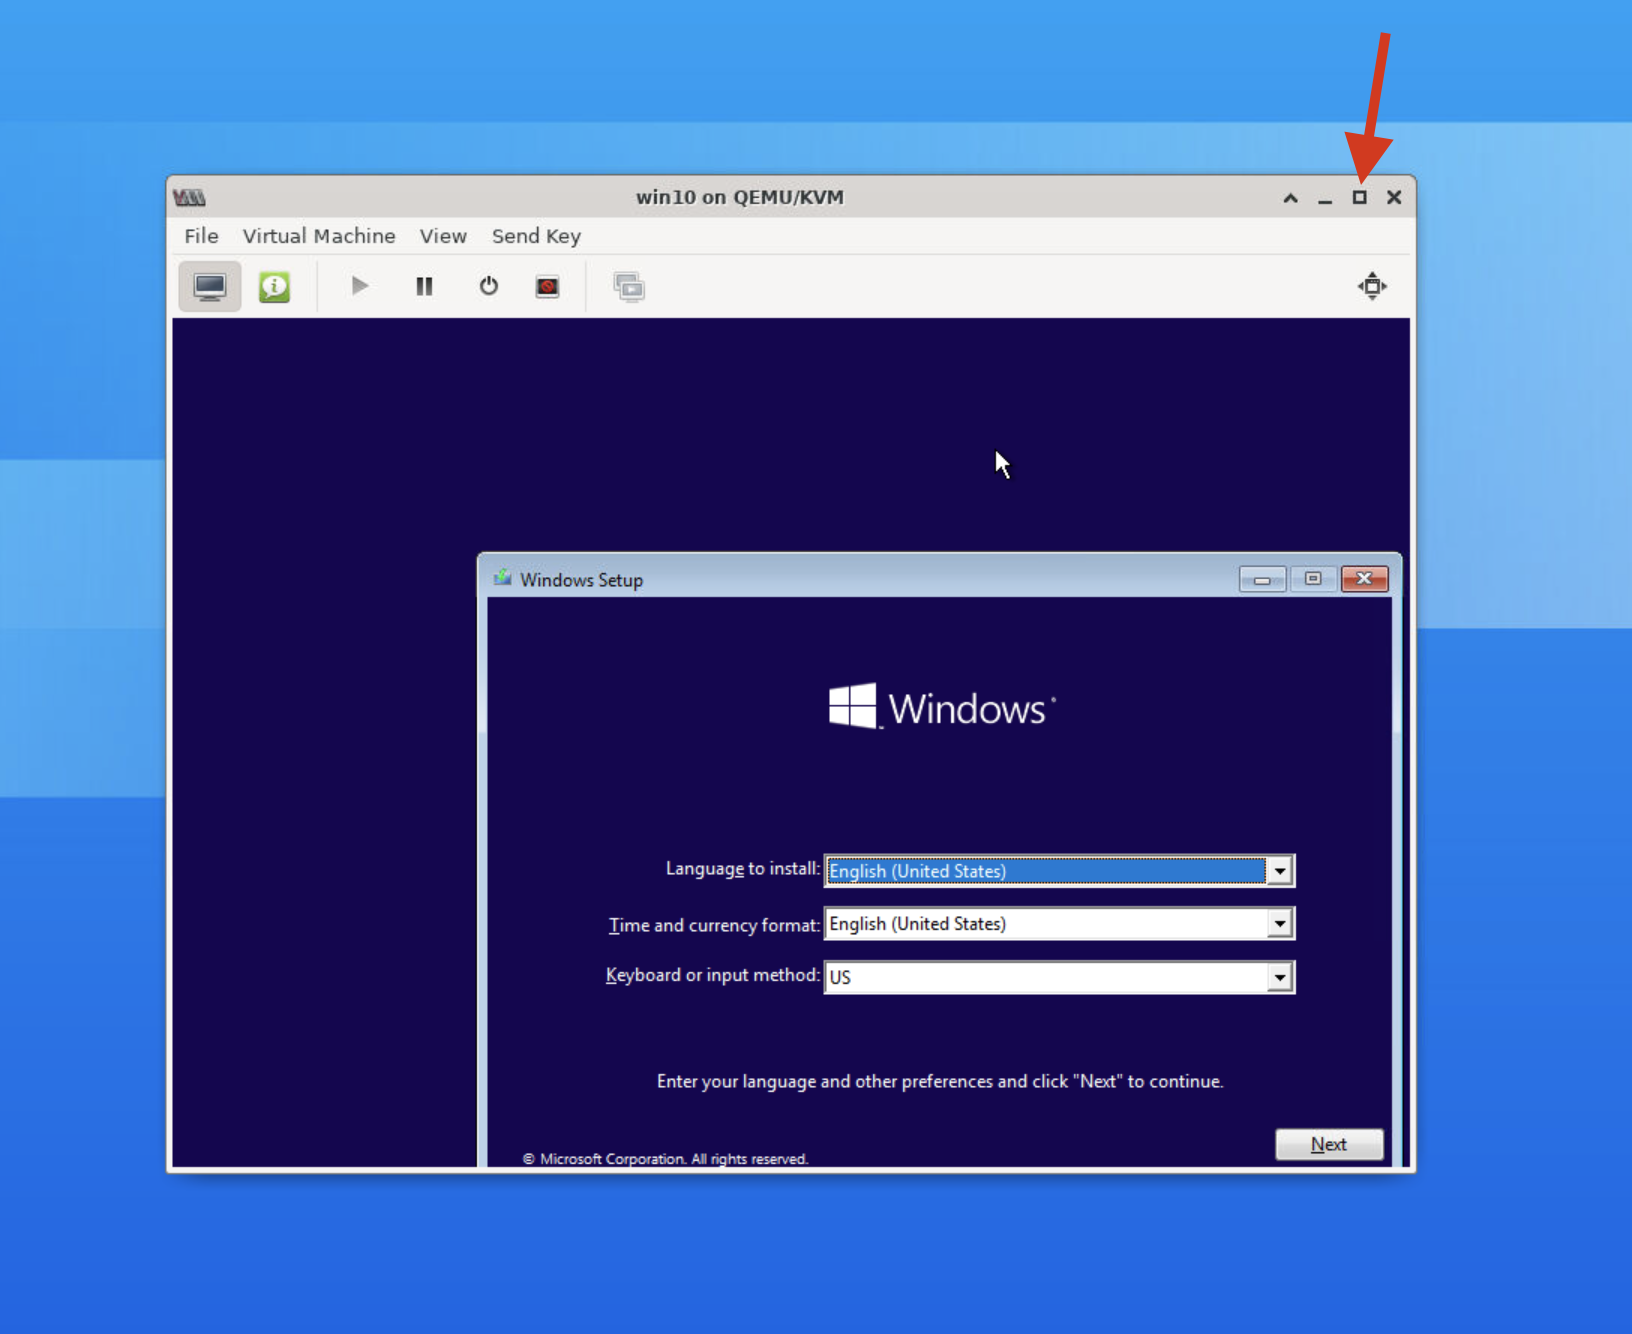 win10 on QEMU/KVM
File Virtual Machine View Send Key
Windows Setup
Windows
Language to install: English (United States)
Time and currency format: English (United States)
Keyboard or input method: US
Enter your language and other preferences and click "Next" to continue.
Next
© Microsoft Corporation. All rights reserved.